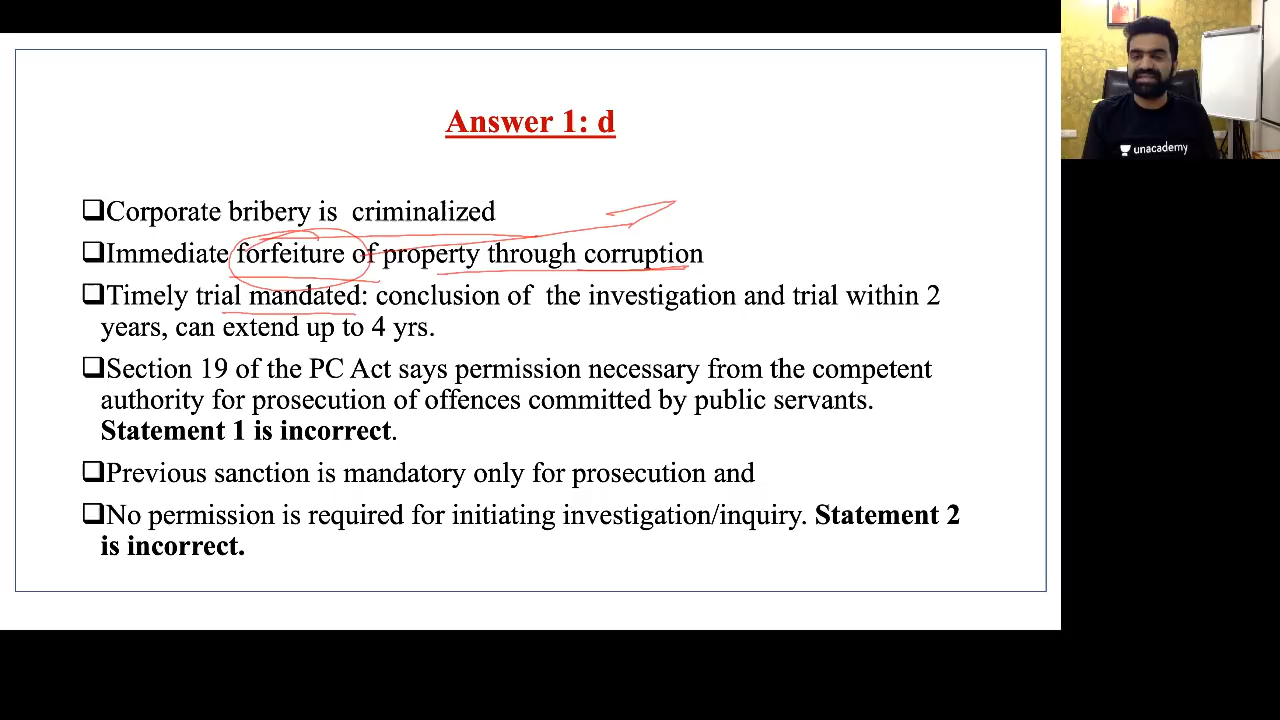 Answer 1: d
Corporate bribery is criminalized
Immediate forfeiture of property through corruption
Timely trial mandated: conclusion of the investigation and trial within 2
years, can extend up to 4 yrs.
Section 19 of the PC Act says permission necessary from the competent
authority for prosecution of offences committed by public servants.
Statement 1 is incorrect.
Previous sanction is mandatory only for prosecution and
No permission is required for initiating investigation/inquiry. Statement 2
is incorrect.
unacademy